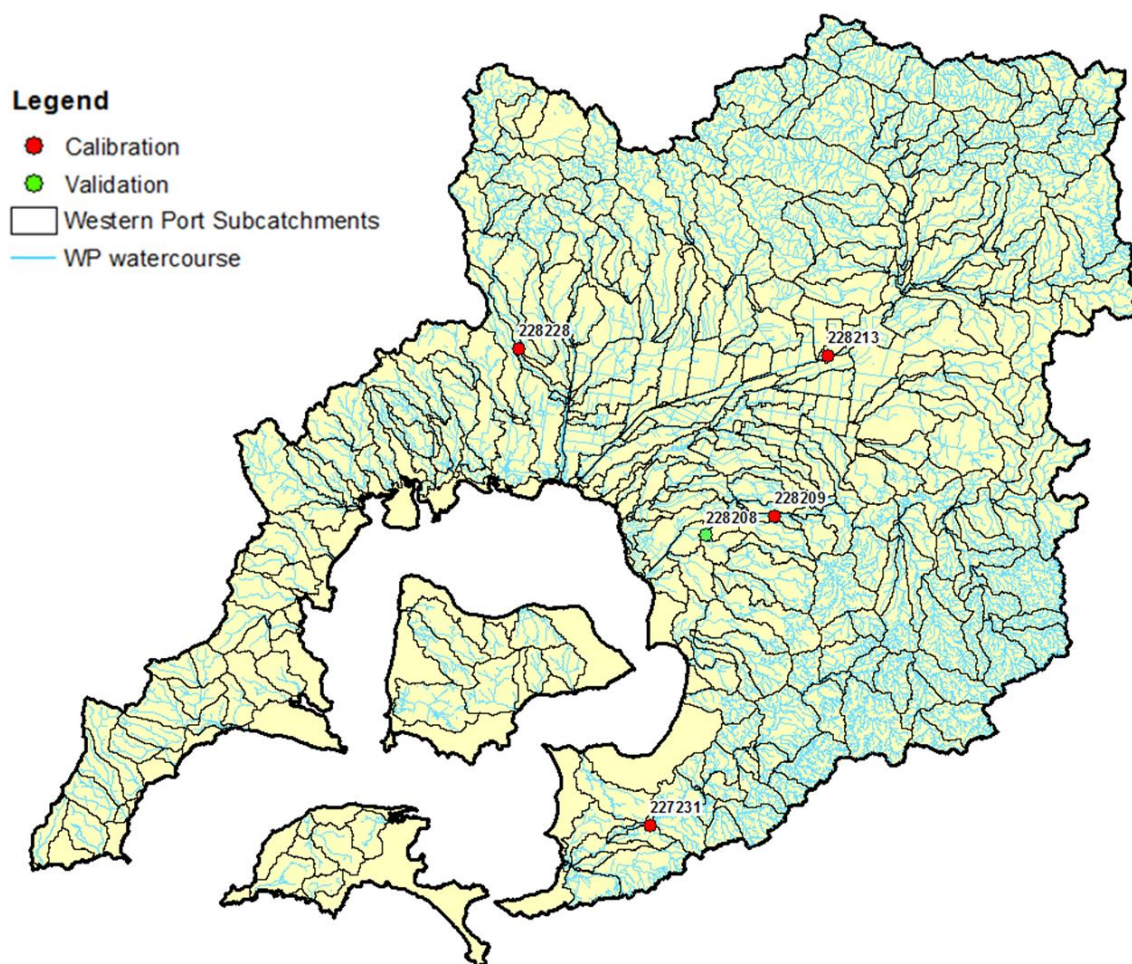 Legend
Calibration
Validation
Western Port Subcatchments
WP watercourse
228228
228213
228209
228208
227231